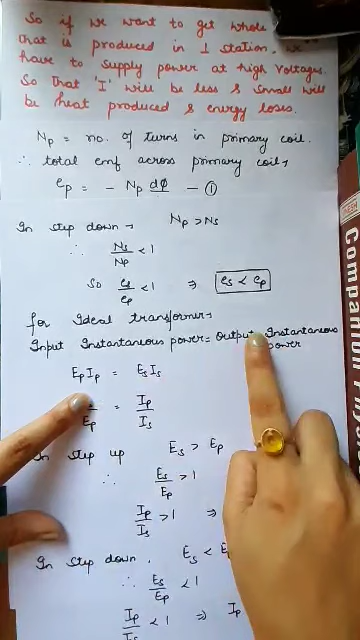 So if we want to get whole
that is produced in 1 station, we
have to supply power at high voltages.
So that 'I' will be less & small will
be heat produced & energy loses.
Np = no. of turns in primary coil.
∴ total emf across primary coil,
ep = - Np dφ — ①
In step down → Np > Ns
∴ Ns/Np < 1
So es/ep < 1 ⇒ es < ep
for Ideal transformer,
Input Instantaneous power = Output Instantaneous
power
EpIp = EsIs
/Ep = Ip/Is
In step up Es > Ep
∴ Es/Ep > 1
Ip/Is > 1 ⇒
In step down. Es <
∴ Es/Ep < 1
Ip/Is < 1 ⇒ Ip
Companion